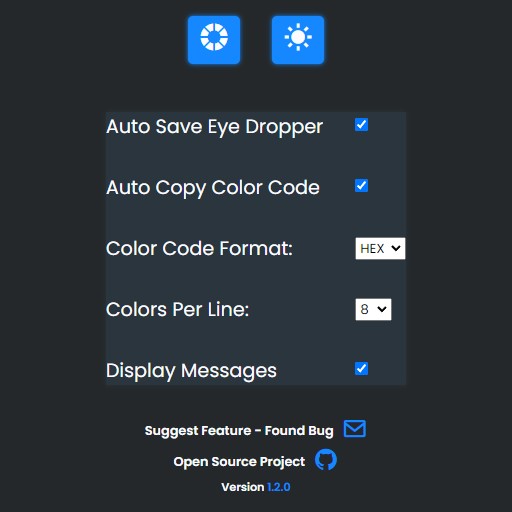 Auto Save Eye Dropper
Auto Copy Color Code
Color Code Format: HEX
Colors Per Line: 8
Display Messages
Suggest Feature - Found Bug
Open Source Project
Version 1.2.0